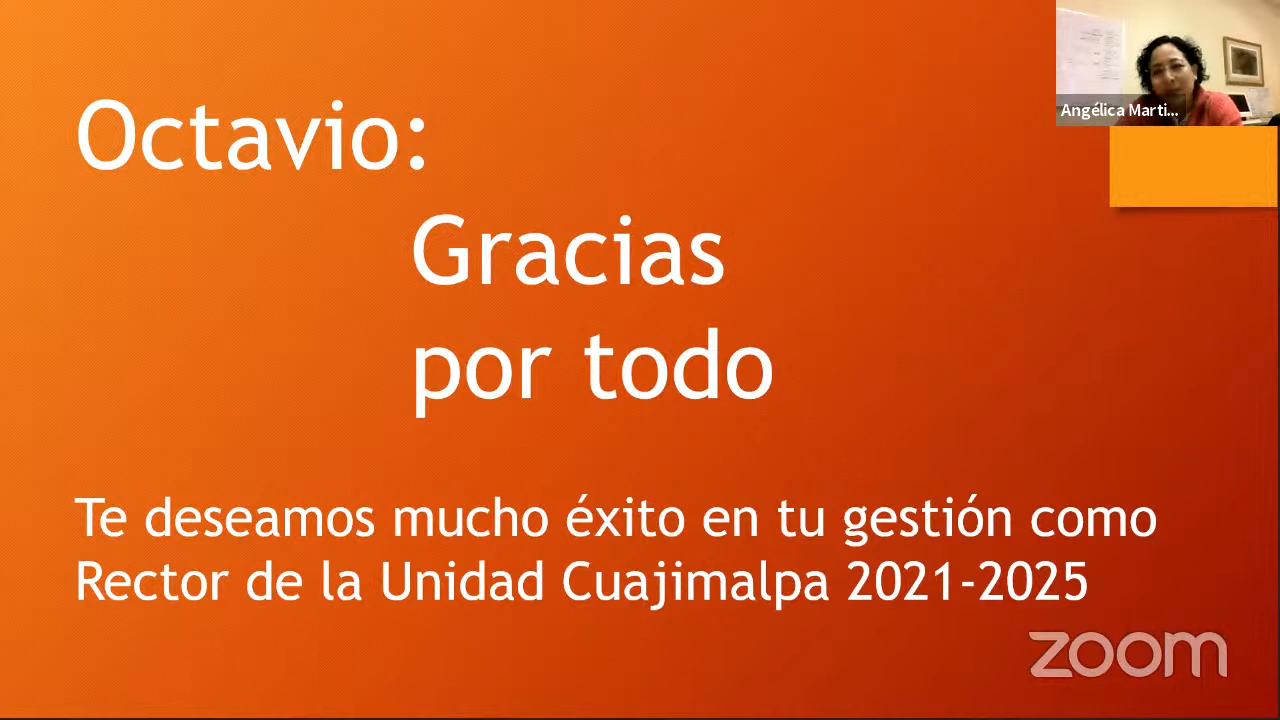 Angélica Marti...
Octavio:
Gracias
por todo
Te deseamos mucho éxito en tu gestión como
Rector de la Unidad Cuajimalpa 2021-2025
zoom